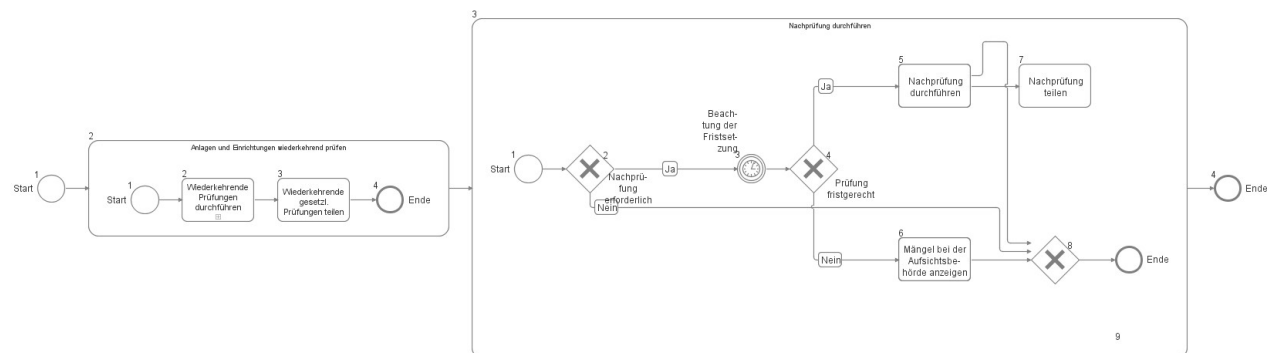 3
Nachprüfung durchführen
5
Nachprüfung
durchführen
7
Nachprüfung
teilen
Ja
Beach-
tung der
Fristset-
zung
3
4
Prüfung
fristgerecht
2
Anlagen und Einrichtungen wiederkehrend prüfen
1
Start
1
Start
2
Wiederkehrende
Prüfungen
durchführen
3
Wiederkehrende
gesetzl.
Prüfungen teilen
4
Ende
1
Start
2
Nachprü-
fung
erforderlich
Ja
Nein
4
Ende
Nein
6
Mängel bei der
Aufsichtsbe-
hörde anzeigen
8
Ende
9